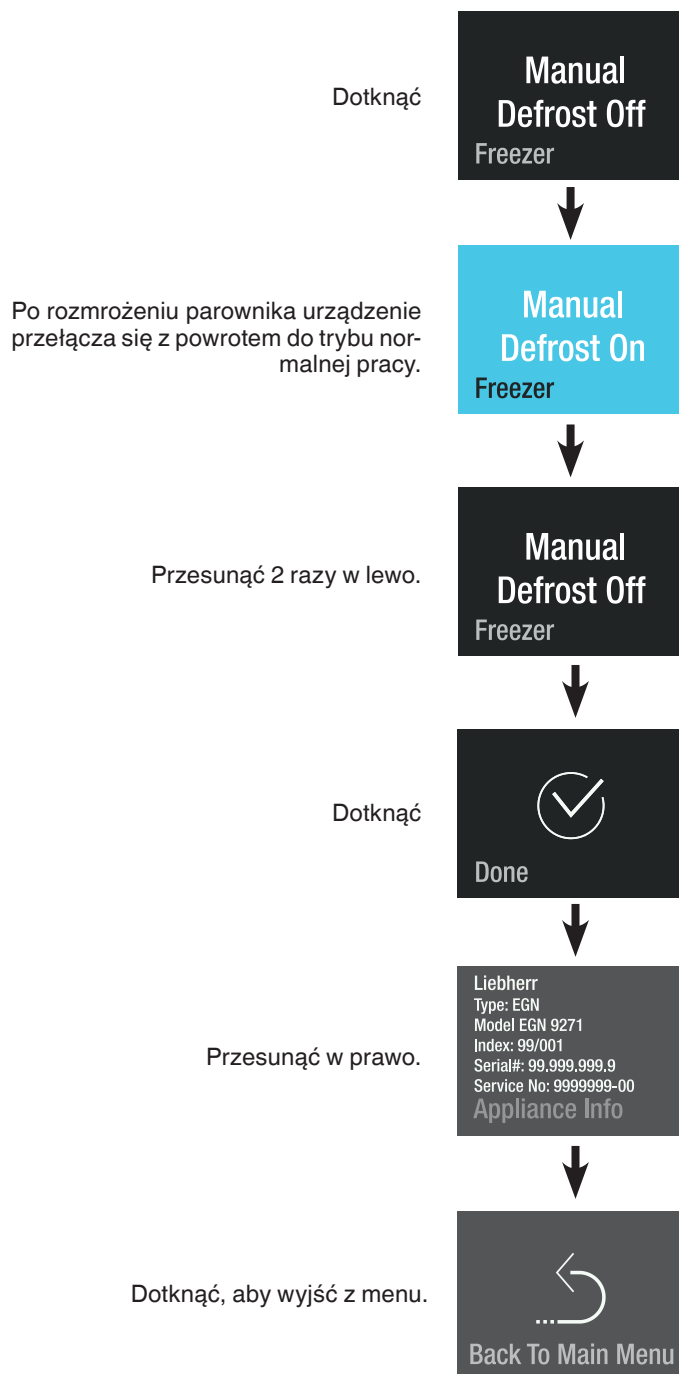 Dotknąć
Manual
Defrost Off
Freezer
Po rozmrożeniu parownika urządzenie
przełącza się z powrotem do trybu nor-
malnej pracy.
Manual
Defrost On
Freezer
Przesunąć 2 razy w lewo.
Manual
Defrost Off
Freezer
Dotknąć
Done
Przesunąć w prawo.
Liebherr
Type: EGN
Model EGN 9271
Index: 99/001
Serial#: 99.999.999.9
Service No: 9999999-00
Appliance Info
Dotknąć, aby wyjść z menu.
Back To Main Menu